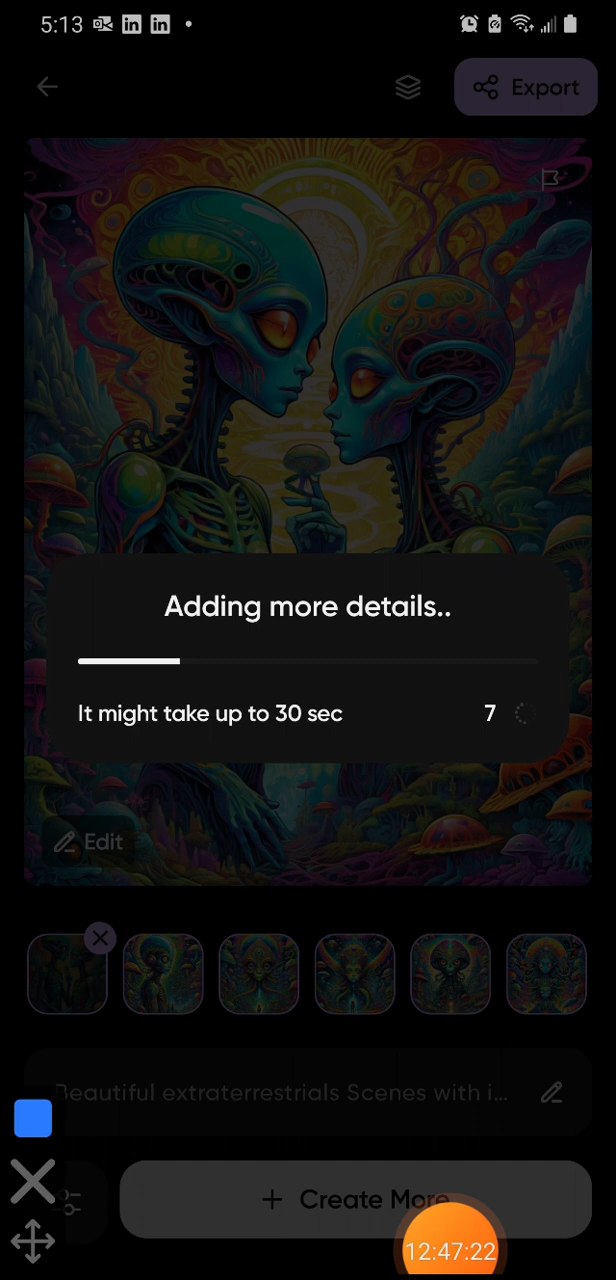 5:13
Export
Adding more details..
It might take up to 30 sec
7
Edit
Beautiful extraterrestrials Scenes with i...
Create More
12:47:22